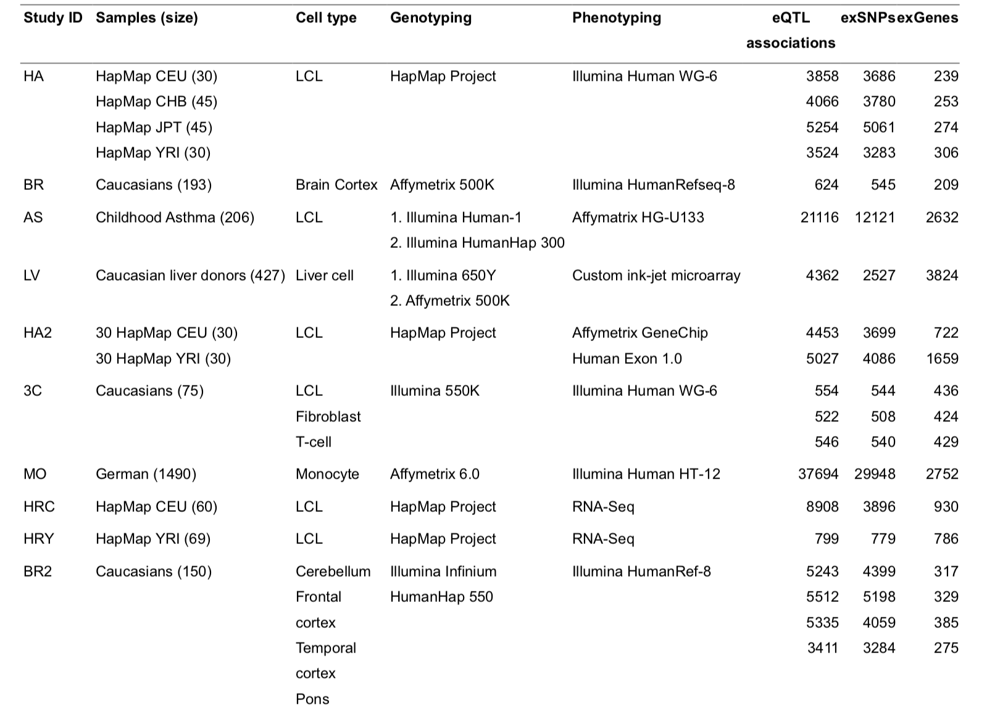 Study ID Samples (size) Cell type Genotyping Phenotyping eQTL exSNPs exGenes
associations
HA HapMap CEU (30) LCL HapMap Project Illumina Human WG-6 3858 3686 239
HapMap CHB (45) 4066 3780 253
HapMap JPT (45) 5254 5061 274
HapMap YRI (30) 3524 3283 306
BR Caucasians (193) Brain Cortex Affymetrix 500K Illumina HumanRefseq-8 624 545 209
AS Childhood Asthma (206) LCL 1. Illumina Human-1 Affymatrix HG-U133 21116 12121 2632
2. Illumina HumanHap 300
LV Caucasian liver donors (427) Liver cell 1. Illumina 650Y Custom ink-jet microarray 4362 2527 3824
2. Affymetrix 500K
HA2 30 HapMap CEU (30) LCL HapMap Project Affymetrix GeneChip 4453 3699 722
30 HapMap YRI (30) Human Exon 1.0 5027 4086 1659
3C Caucasians (75) LCL Illumina 550K Illumina Human WG-6 554 544 436
Fibroblast 522 508 424
T-cell 546 540 429
MO German (1490) Monocyte Affymetrix 6.0 Illumina Human HT-12 37694 29948 2752
HRC HapMap CEU (60) LCL HapMap Project RNA-Seq 8908 3896 930
HRY HapMap YRI (69) LCL HapMap Project RNA-Seq 799 779 786
BR2 Caucasians (150) Cerebellum Illumina Infinium Illumina HumanRef-8 5243 4399 317
Frontal HumanHap 550 5512 5198 329
cortex 5335 4059 385
Temporal 3411 3284 275
cortex
Pons